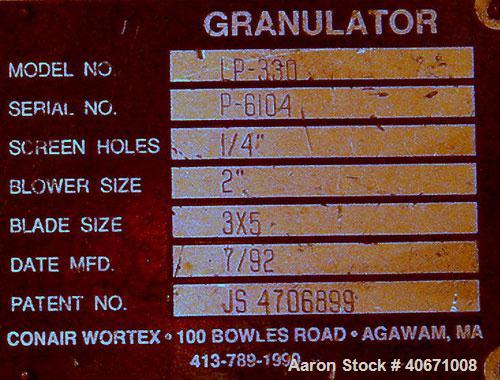 GRANULATOR
MODEL NO. LP-330
SERIAL NO. P-6104
SCREEN HOLES 1/4"
BLOWER SIZE 2"
BLADE SIZE 3X5
DATE MFD. 7/92
PATENT NO. US 4706899
CONAIR WORTEX • 100 BOWLES ROAD • AGAWAM, MA
413-789-1990
Aaron Stock # 40671008